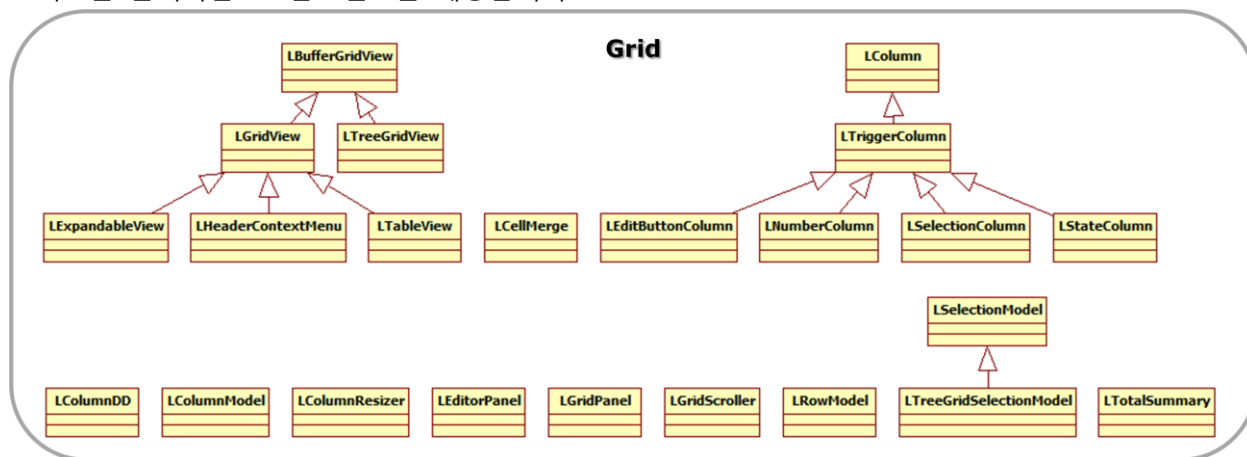 Grid
LBufferGridView
LColumn
LGridView
LTreeGridView
LTriggerColumn
LExpandableView
LHeaderContextMenu
LTableView
LCellMerge
LEditButtonColumn
LNumberColumn
LSelectionColumn
LStateColumn
LSelectionModel
LColumnDD
LColumnModel
LColumnResizer
LEditorPanel
LGridPanel
LGridScroller
LRowModel
LTreeGridSelectionModel
LTotalSummary